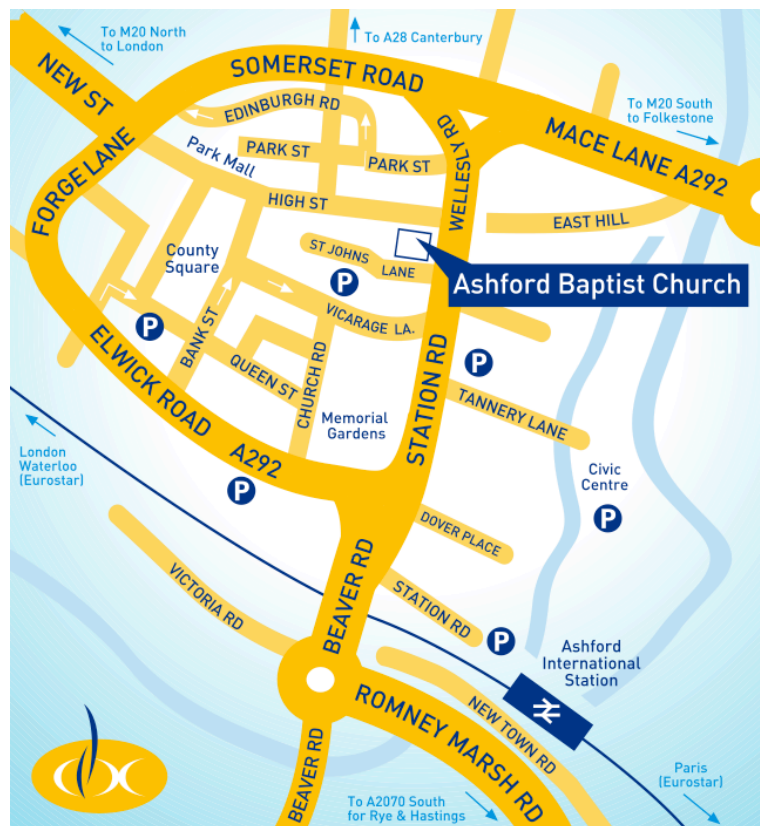 To M20 North
to London
To A28 Canterbury
NEW ST
SOMERSET ROAD
EDINBURGH RD
To M20 South
to Folkestone
MACE LANE A292
WELLESLY RD
PARK ST
PARK ST
Park Mall
FORGE LANE
HIGH ST
EAST HILL
County
Square
ST JOHNS
LANE
P
Ashford Baptist Church
P
VICARAGE LA.
BANK ST
QUEEN ST
CHURCH RD
STATION RD
P
TANNERY LANE
ELWICK ROAD
A292
Memorial
Gardens
London
Waterloo
(Eurostar)
P
Civic
Centre
P
DOVER PLACE
BEAVER RD
VICTORIA RD
STATION RD
P
Ashford
International
Station
NEW TOWN RD
ROMNEY MARSH RD
BEAVER RD
Paris
(Eurostar)
To A2070 South
for Rye & Hastings